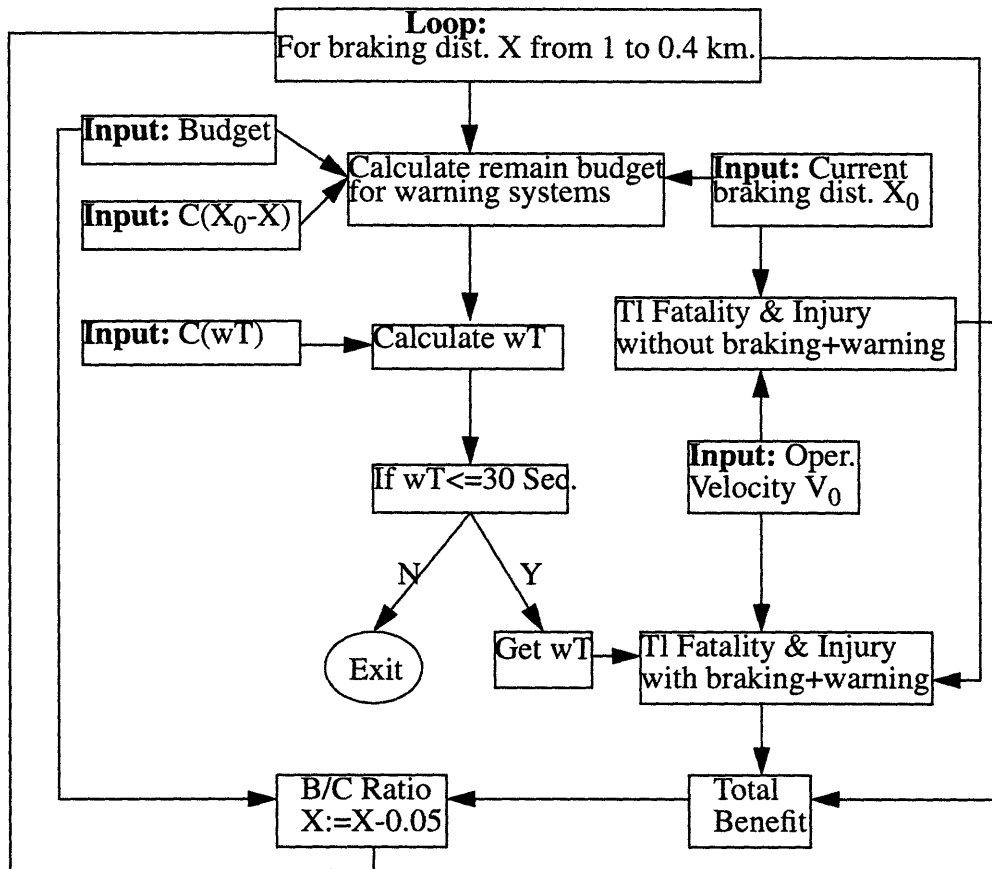 Loop:
For braking dist. X from 1 to 0.4 km.
Input: Budget
Calculate remain budget
for warning systems
Input: Current
braking dist. X₀
Input: C(X₀-X)
Tl Fatality & Injury
without braking+warning
Input: C(wT)
Calculate wT
Input: Oper.
Velocity V₀
If wT<=30 Sec.
N
Y
Exit
Get wT
Tl Fatality & Injury
with braking+warning
B/C Ratio
X:=X-0.05
Total
Benefit